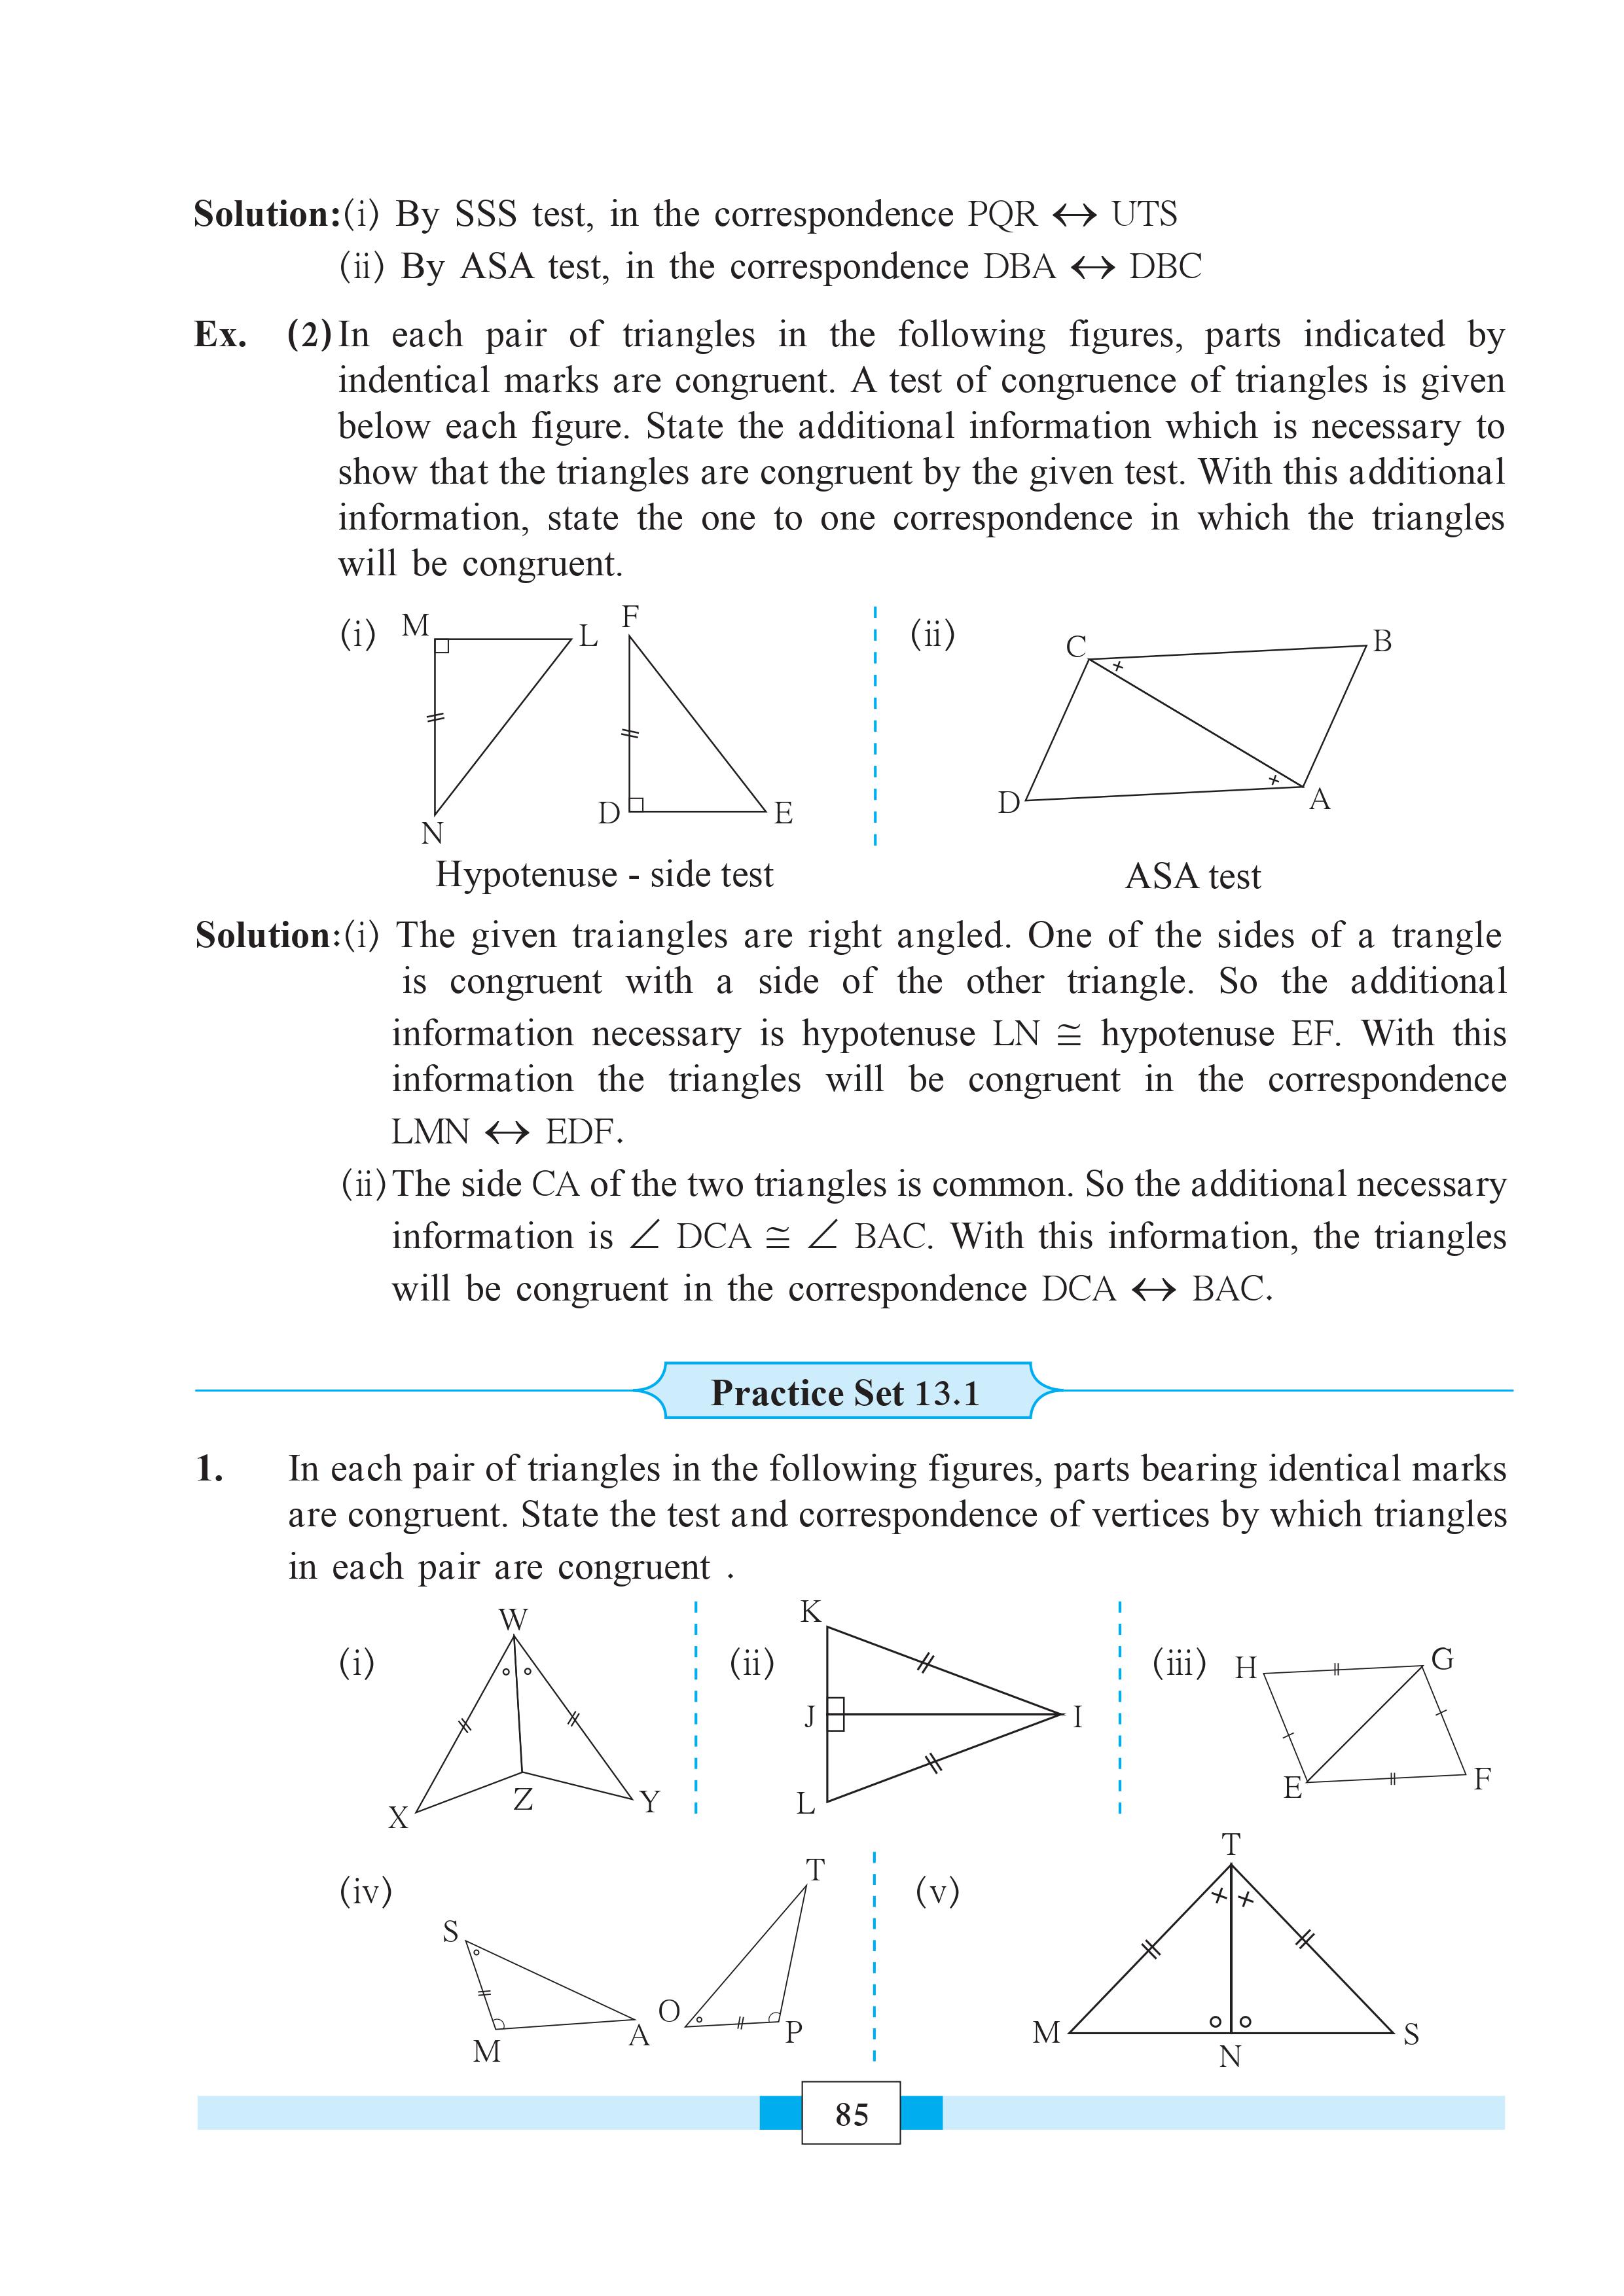 Solution:(i) By SSS test, in the correspondence PQR ↔ UTS
(ii) By ASA test, in the correspondence DBA ↔ DBC
Ex. (2) In each pair of triangles in the following figures, parts indicated by
indentical marks are congruent. A test of congruence of triangles is given
below each figure. State the additional information which is necessary to
show that the triangles are congruent by the given test. With this additional
information, state the one to one correspondence in which the triangles
will be congruent.
(i) M L F
N D E
(ii) C B
D A
Hypotenuse - side test
ASA test
Solution:(i) The given traiangles are right angled. One of the sides of a trangle
is congruent with a side of the other triangle. So the additional
information necessary is hypotenuse LN ≅ hypotenuse EF. With this
information the triangles will be congruent in the correspondence
LMN ↔ EDF.
(ii) The side CA of the two triangles is common. So the additional necessary
information is ∠ DCA ≅ ∠ BAC. With this information, the triangles
will be congruent in the correspondence DCA ↔ BAC.
Practice Set 13.1
1. In each pair of triangles in the following figures, parts bearing identical marks
are congruent. State the test and correspondence of vertices by which triangles
in each pair are congruent .
(i) W
X Z Y
(ii) K
J I
L
(iii) H G
E F
(iv) T
S
O
M A P
(v) T
M N S
85